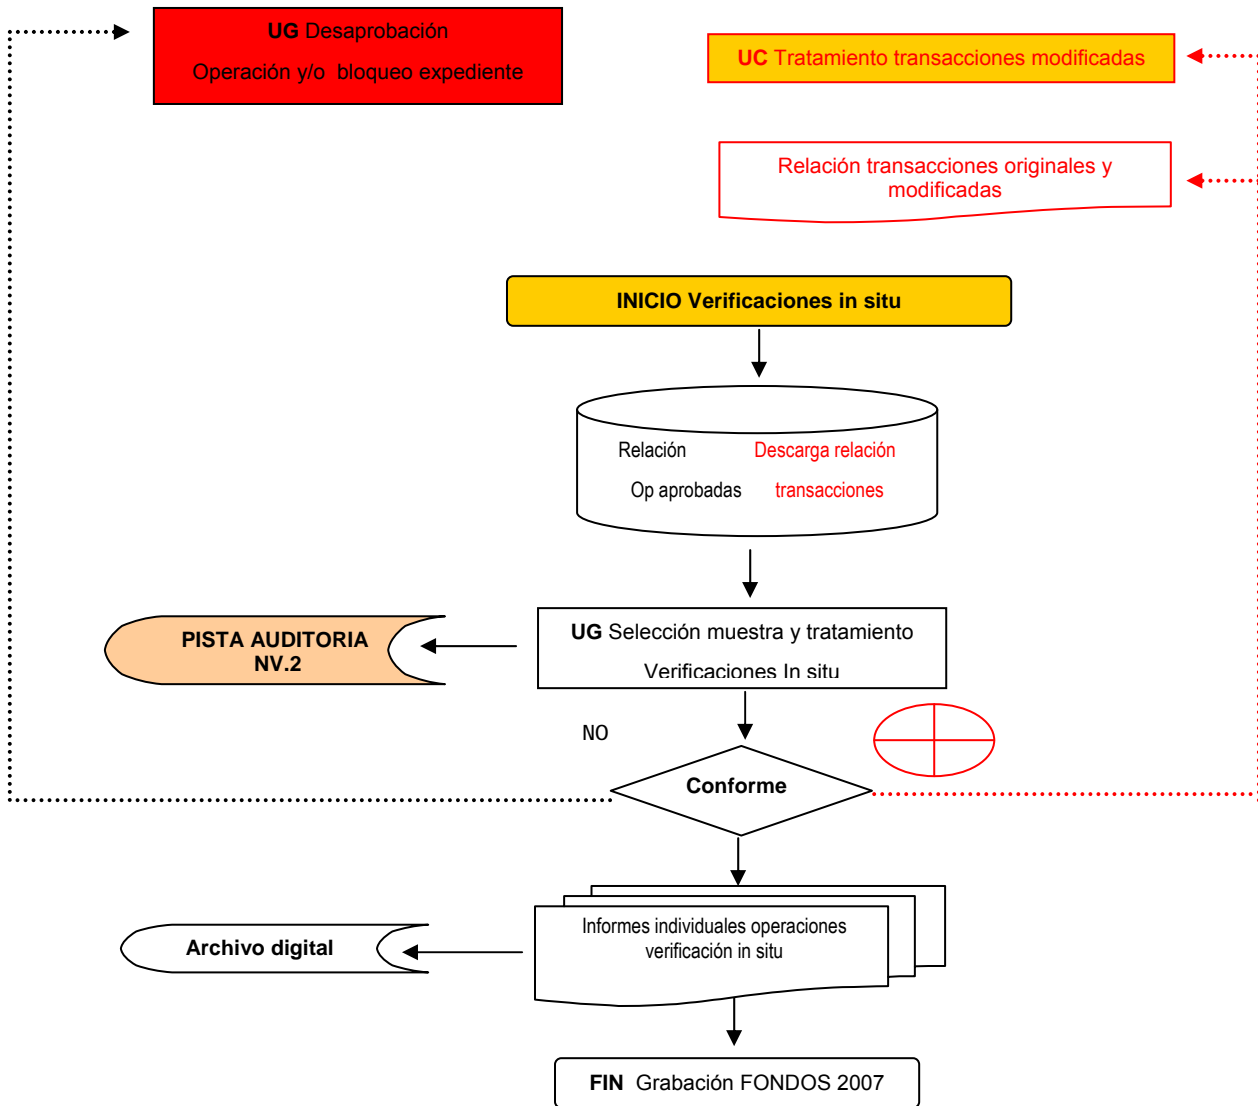 UG Desaprobación
Operación y/o bloqueo expediente
UC Tratamiento transacciones modificadas
Relación transacciones originales y
modificadas
INICIO Verificaciones in situ
Relación
Descarga relación
Op aprobadas
transacciones
UG Selección muestra y tratamiento
Verificaciones In situ
PISTA AUDITORIA
NV.2
NO
Conforme
Informes individuales operaciones
verificación in situ
Archivo digital
FIN Grabación FONDOS 2007